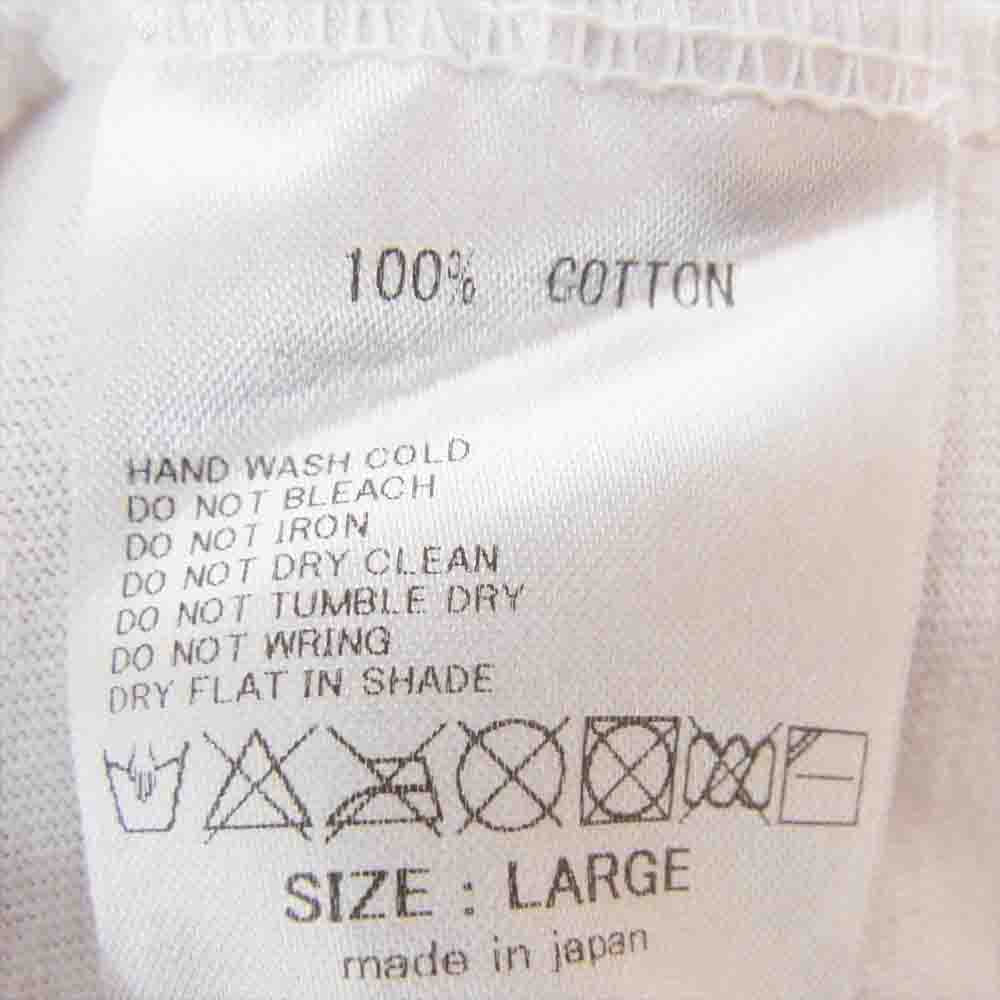 100% COTTON
HAND WASH COLD
DO NOT BLEACH
DO NOT IRON
DO NOT DRY CLEAN
DO NOT TUMBLE DRY
DO NOT WRING
DRY FLAT IN SHADE
SIZE : LARGE
made in japan